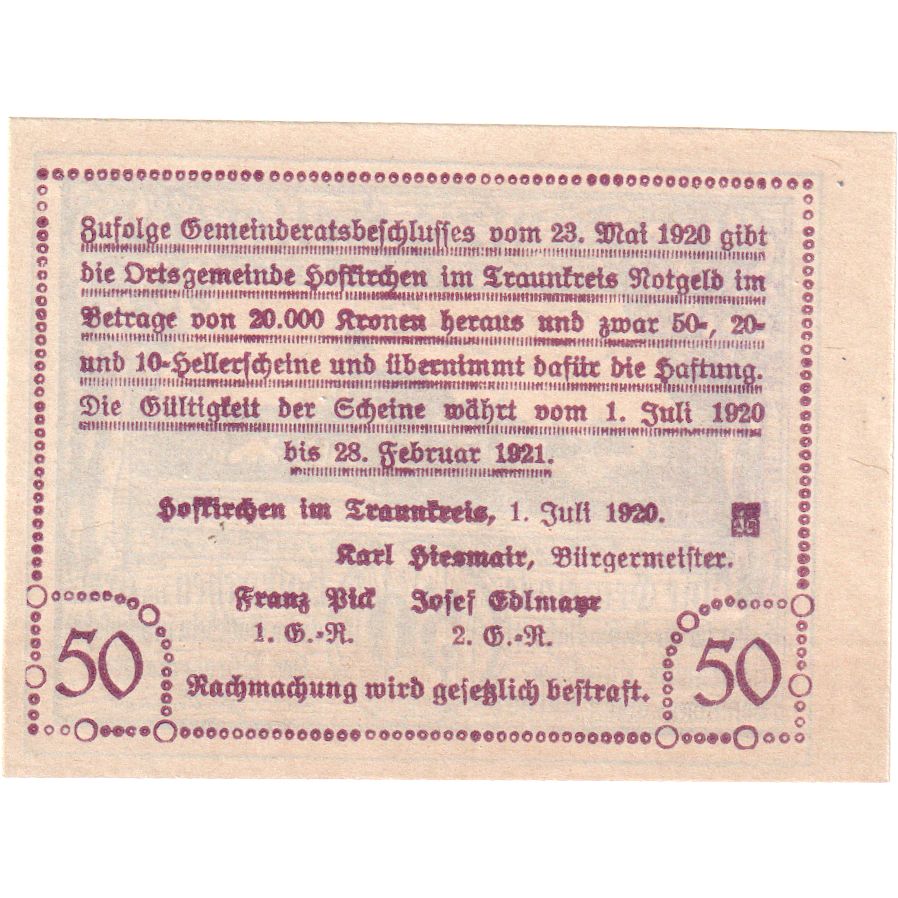 Zufolge Gemeinderatsbeschlusses vom 23. Mai 1920 gibt
die Ortsgemeinde Hofkirchen im Traunkreis Notgeld im
Betrage von 20.000 Kronen heraus und zwar 50-, 20-
und 10-Hellerscheine und übernimmt dafür die Haftung.
Die Gültigkeit der Scheine währt vom 1. Juli 1920
bis 28. Februar 1921.
Hofkirchen im Traunkreis, 1. Juli 1920.
Karl Hiesmair, Bürgermeister.
Franz Pick Josef Edlmayr
1. G.-R. 2. G.-R.
50 50
Nachmachung wird gesetzlich bestraft.